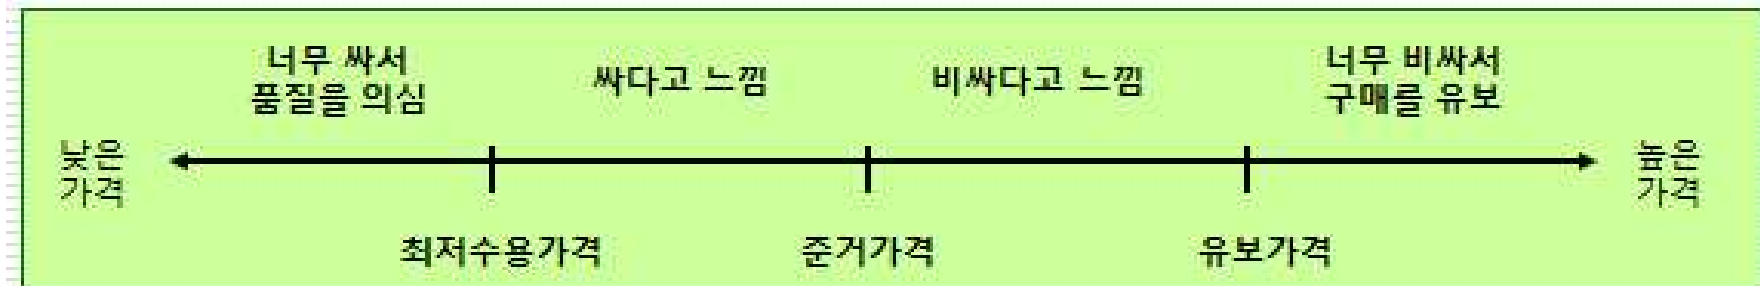 너무 싸서
품질을 의심
싸다고 느낌
비싸다고 느낌
너무 비싸서
구매를 유보
낮은
가격
높은
가격
최저수용가격
준거가격
유보가격